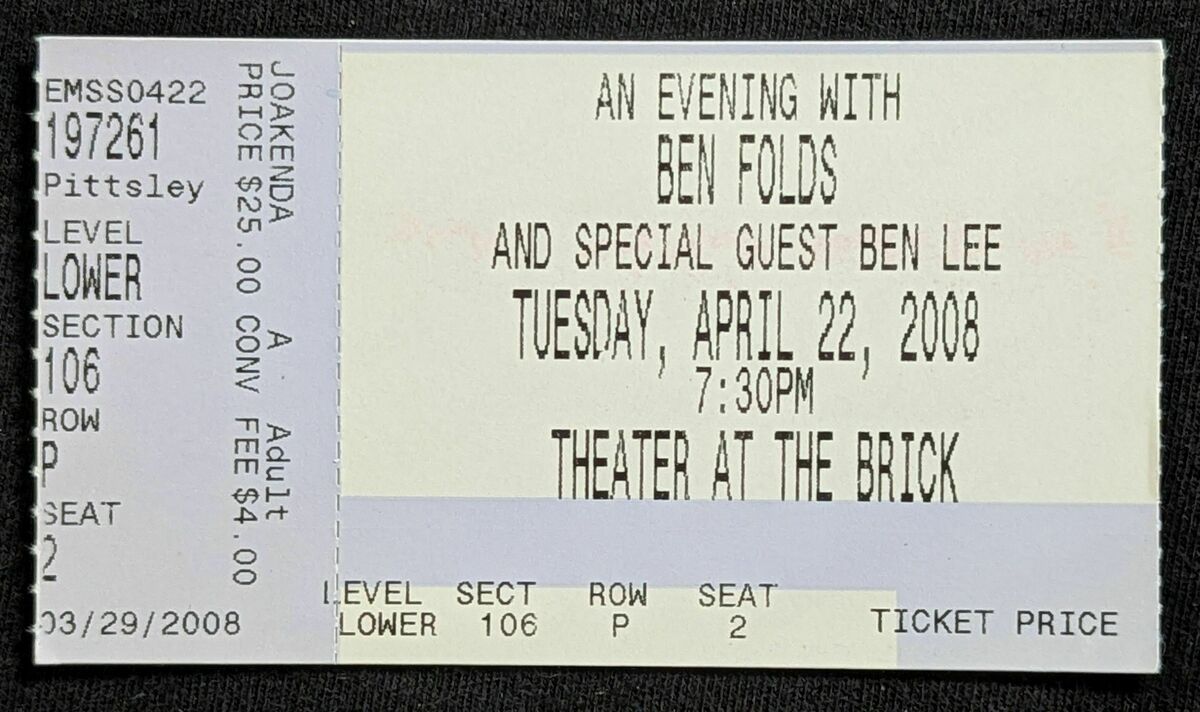 EMSS0422
197261
Pittsley
LEVEL
LOWER
SECTION
106
ROW
P
SEAT
2
03/29/2008
JOAKENDA A Adult
PRICE $25.00 CONV FEE $4.00
AN EVENING WITH
BEN FOLDS
AND SPECIAL GUEST BEN LEE
TUESDAY, APRIL 22, 2008
7:30PM
THEATER AT THE BRICK
LEVEL SECT ROW SEAT
LOWER 106 P 2
TICKET PRICE